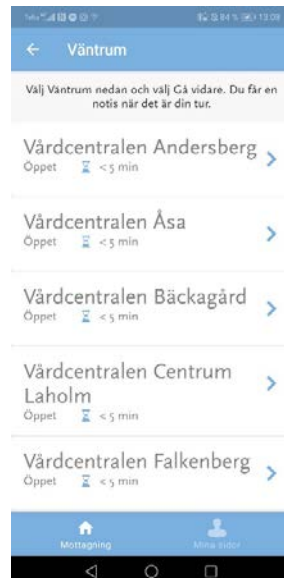 13:09
Väntrum
Välj Väntrum nedan och välj Gå vidare. Du får en
notis när det är din tur.
Vårdcentralen Andersberg
Öppet < 5 min
Vårdcentralen Åsa
Öppet < 5 min
Vårdcentralen Bäckagård
Öppet < 5 min
Vårdcentralen Centrum
Laholm
Öppet < 5 min
Vårdcentralen Falkenberg
Öppet < 5 min
Mottagning Mina sidor